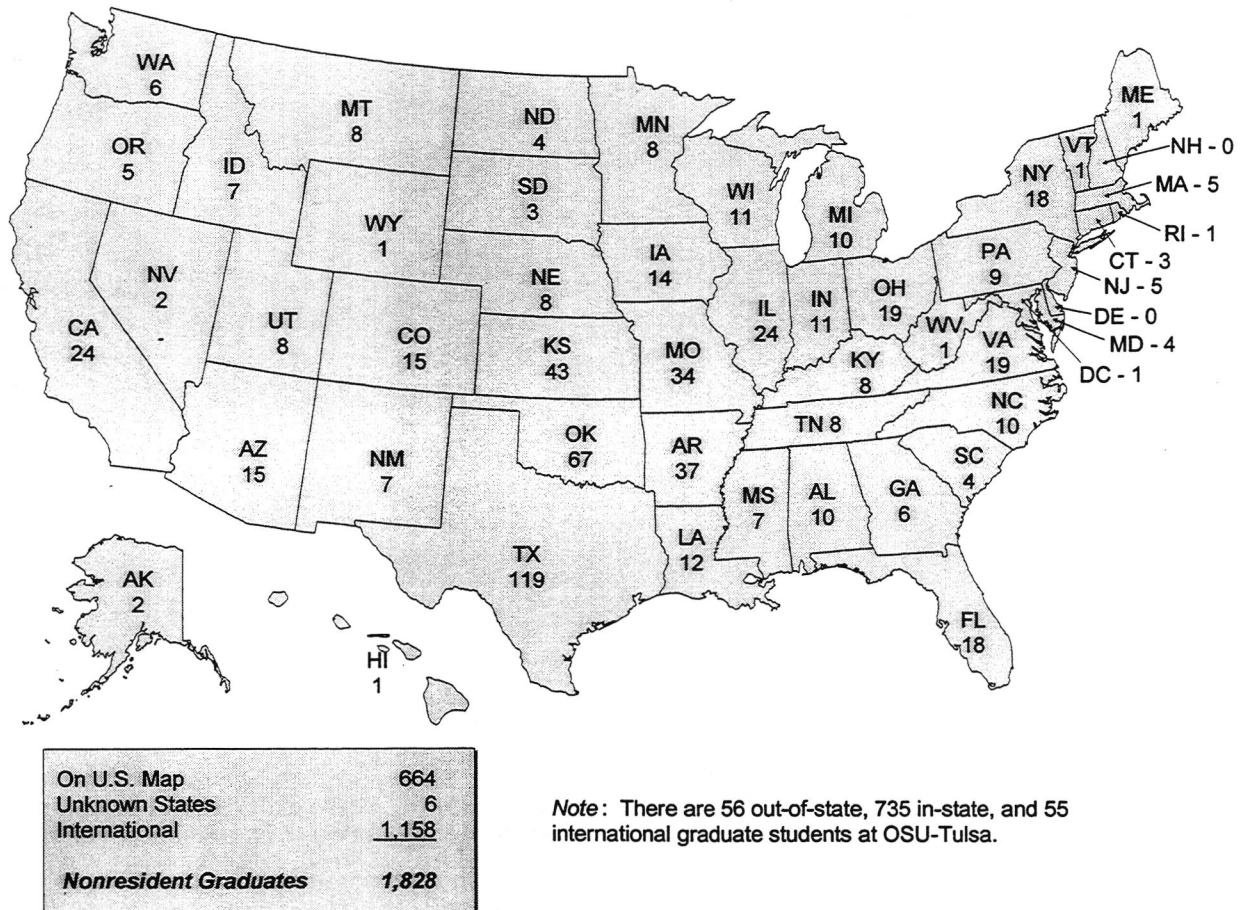 WA
6
MT
8
ND
4
MN
8
ME
1
VT
1
NH - 0
OR
5
ID
7
SD
3
WI
11
MI
10
NY
18
MA - 5
RI - 1
WY
1
IA
14
PA
9
CT - 3
NJ - 5
NV
2
NE
8
IL
24
IN
11
OH
19
WV
1
VA
19
DE - 0
MD - 4
DC - 1
CA
24
UT
8
CO
15
KS
43
MO
34
KY
8
NC
10
TN 8
AZ
15
NM
7
OK
67
AR
37
SC
4
MS
7
AL
10
GA
6
TX
119
LA
12
FL
18
AK
2
HI
1
On U.S. Map 664
Unknown States 6
International 1,158
Nonresident Graduates 1,828
Note: There are 56 out-of-state, 735 in-state, and 55
international graduate students at OSU-Tulsa.